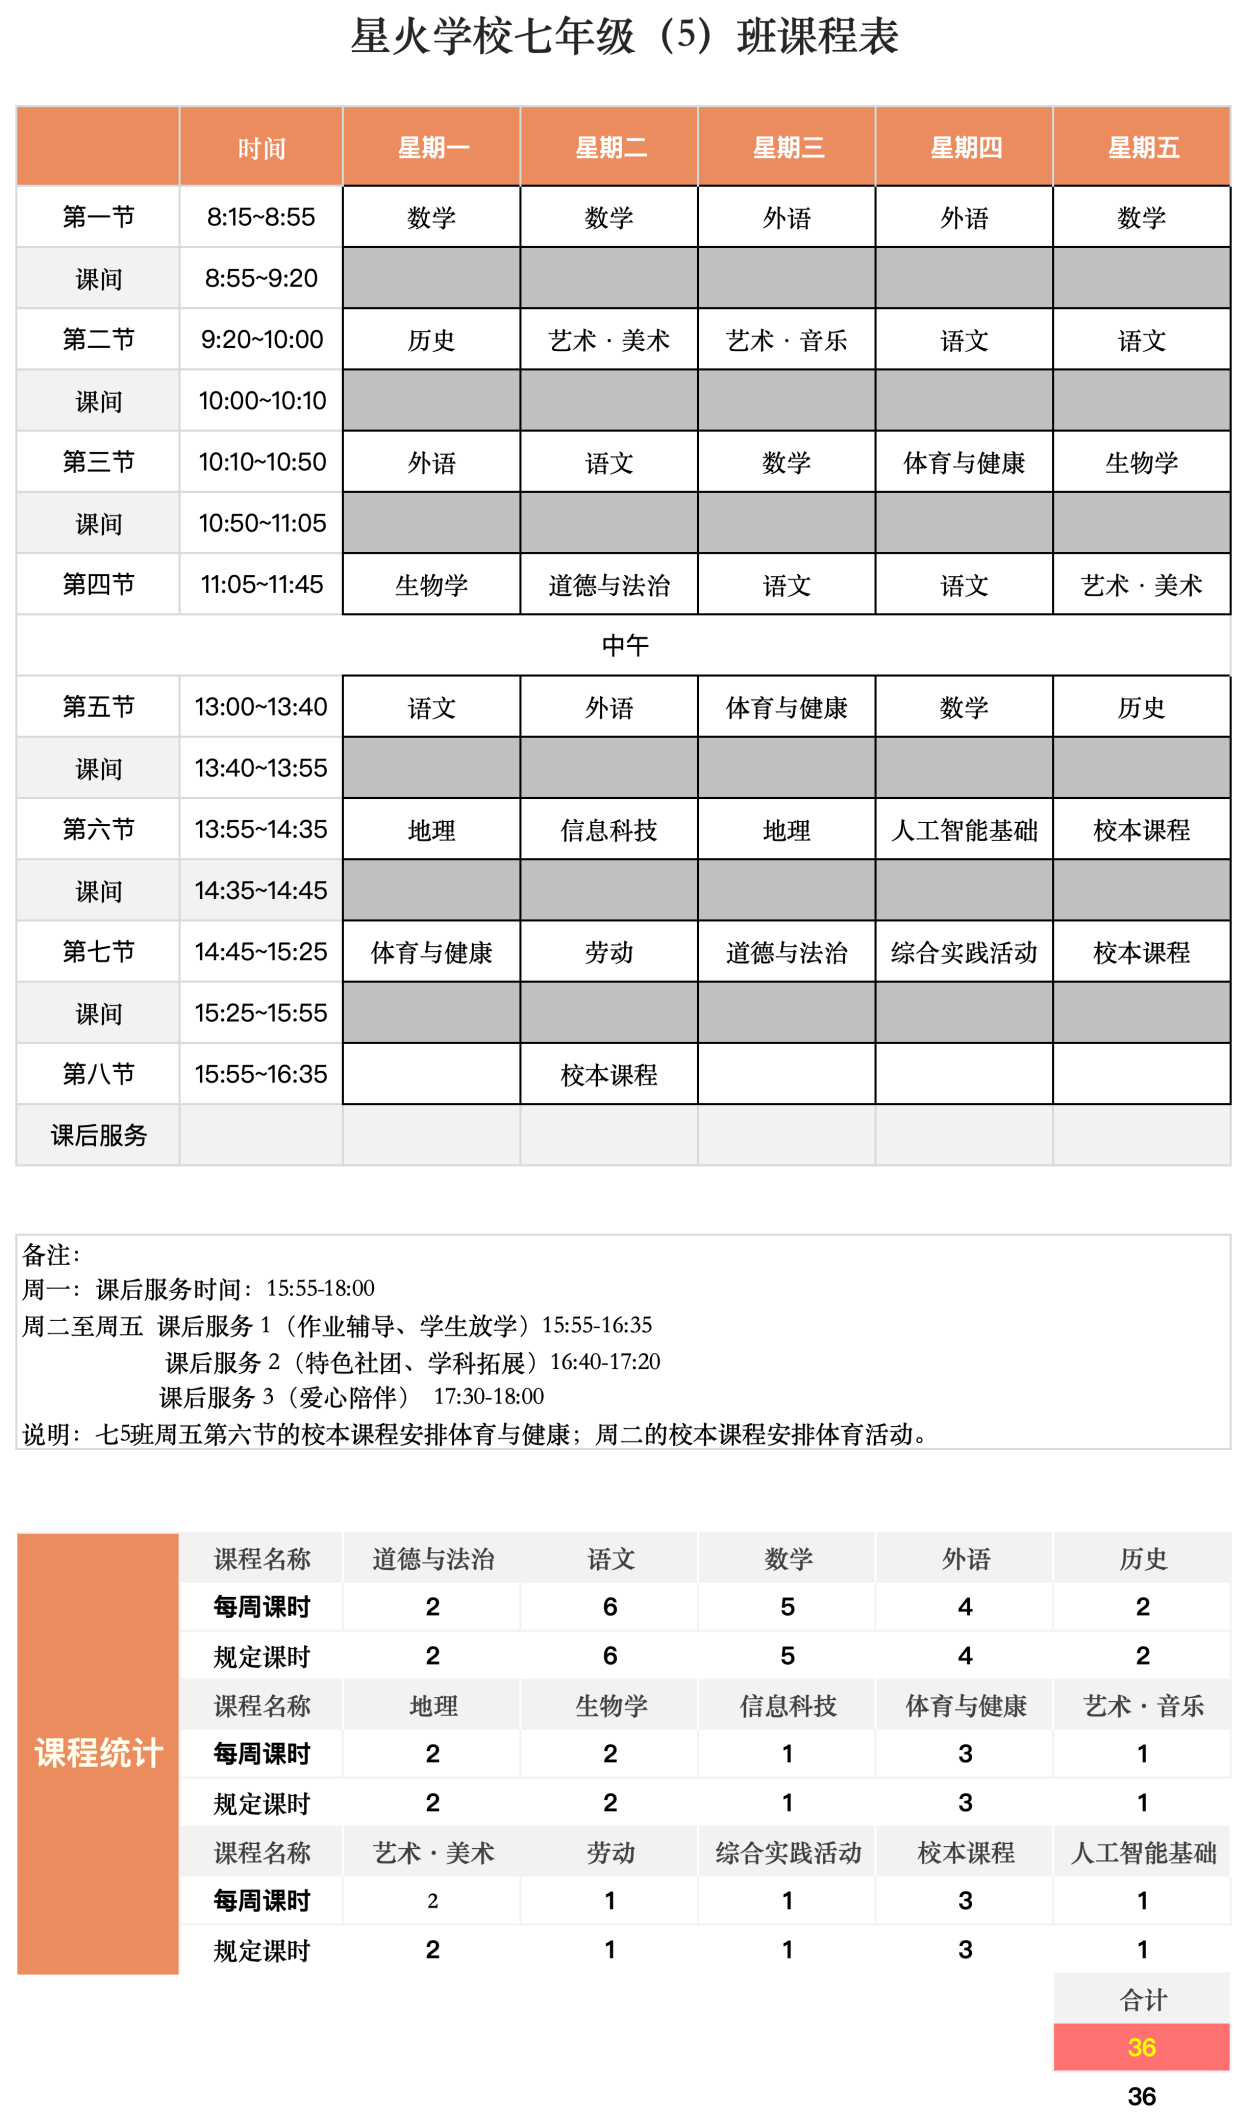 星火学校七年级（5）班课程表
时间 星期一 星期二 星期三 星期四 星期五
第一节 8:15~8:55 数学 数学 外语 外语 数学
课间 8:55~9:20
第二节 9:20~10:00 历史 艺术·美术 艺术·音乐 语文 语文
课间 10:00~10:10
第三节 10:10~10:50 外语 语文 数学 体育与健康 生物学
课间 10:50~11:05
第四节 11:05~11:45 生物学 道德与法治 语文 语文 艺术·美术
中午
第五节 13:00~13:40 语文 外语 体育与健康 数学 历史
课间 13:40~13:55
第六节 13:55~14:35 地理 信息科技 地理 人工智能基础 校本课程
课间 14:35~14:45
第七节 14:45~15:25 体育与健康 劳动 道德与法治 综合实践活动 校本课程
课间 15:25~15:55
第八节 15:55~16:35 校本课程
课后服务
备注：
周一：课后服务时间：15:55-18:00
周二至周五 课后服务 1（作业辅导、学生放学）15:55-16:35
课后服务 2（特色社团、学科拓展）16:40-17:20
课后服务 3（爱心陪伴） 17:30-18:00
说明：七5班周五第六节的校本课程安排体育与健康；周二的校本课程安排体育活动。
课程统计
课程名称 道德与法治 语文 数学 外语 历史
每周课时 2 6 5 4 2
规定课时 2 6 5 4 2
课程名称 地理 生物学 信息科技 体育与健康 艺术·音乐
每周课时 2 2 1 3 1
规定课时 2 2 1 3 1
课程名称 艺术·美术 劳动 综合实践活动 校本课程 人工智能基础
每周课时 2 1 1 3 1
规定课时 2 1 1 3 1
合计
36
36